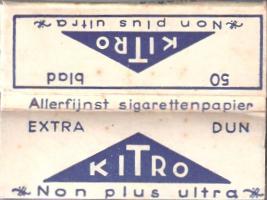 Non plus ultra
KITRO
50 blad
Allerfijnst sigarettenpapier
EXTRA DUN
KITRO
Non plus ultra